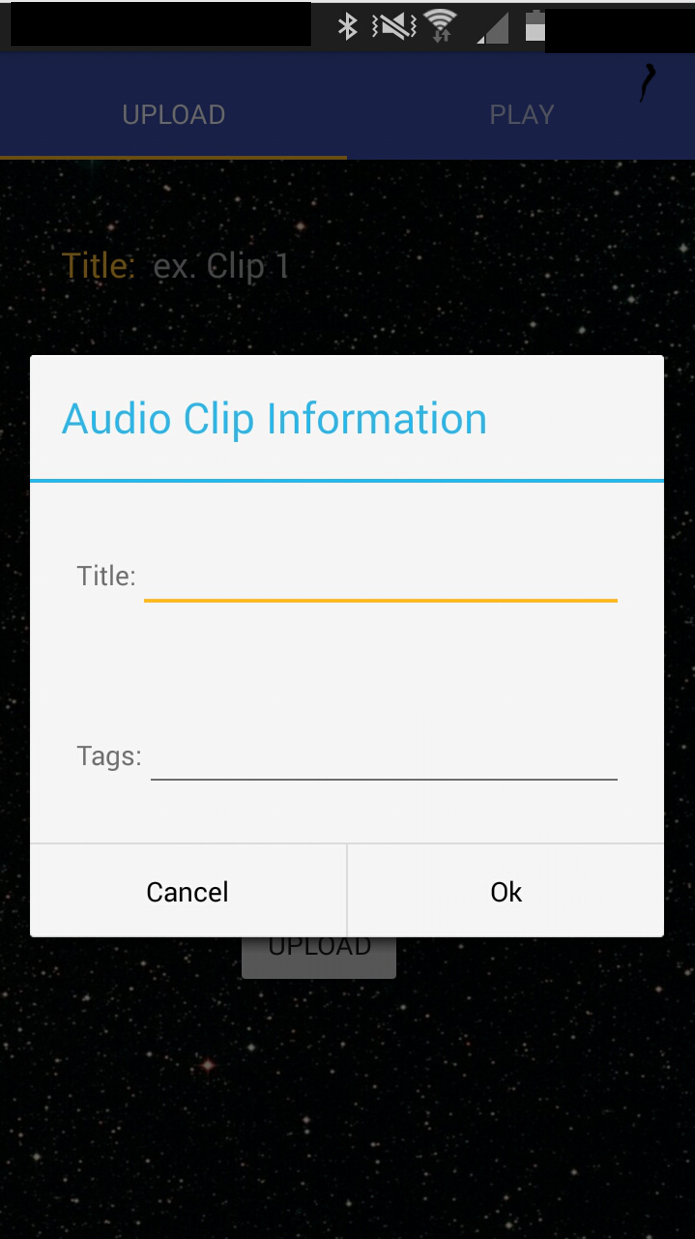 UPLOAD PLAY
Title: ex. Clip 1
Audio Clip Information
Title:
Tags:
Cancel Ok
UPLOAD